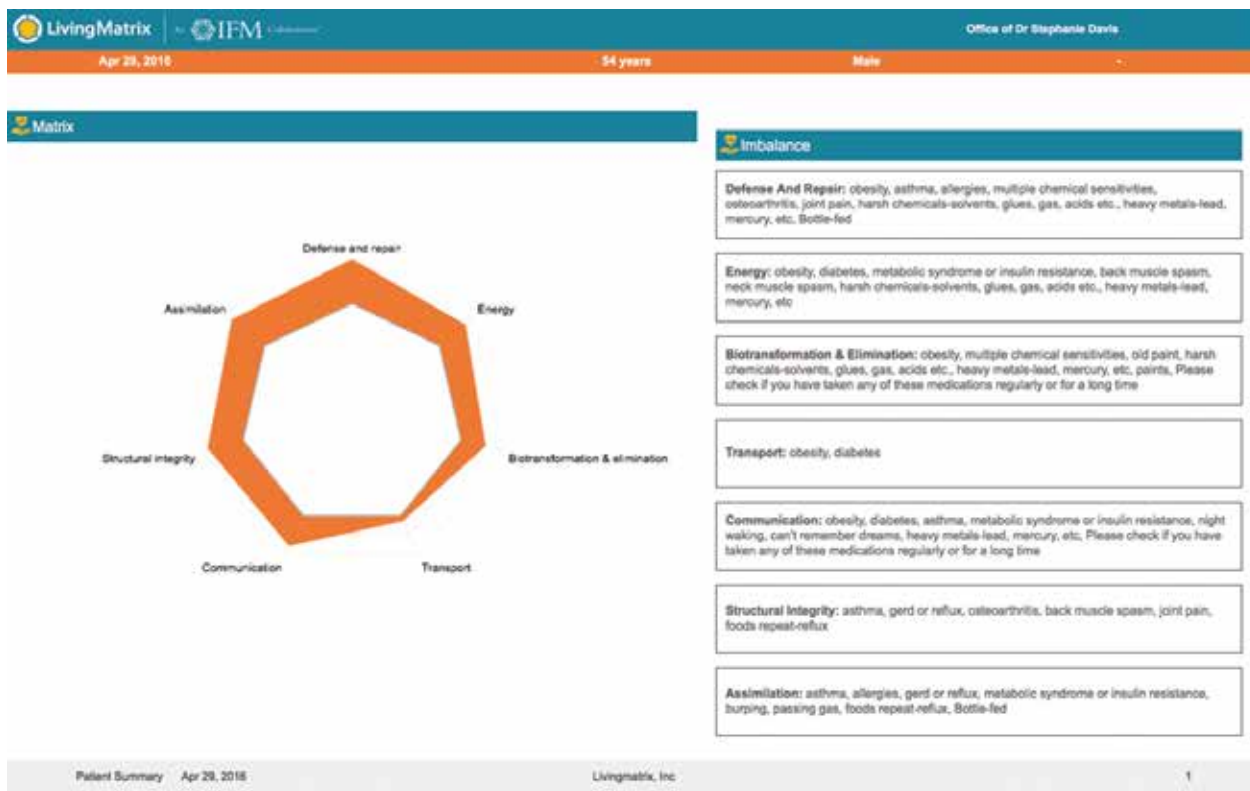 LivingMatrix
by IFM
Office of Dr Stephanie Davis
Apr 29, 2016 54 years Male -
Matrix
Defense and repair
Assimilation
Energy
Structural integrity
Biotransformation & elimination
Communication
Transport
Imbalance
Defense And Repair: obesity, asthma, allergies, multiple chemical sensitivities,
osteoarthritis, joint pain, harsh chemicals-solvents, glues, gas, acids etc., heavy metals-lead,
mercury, etc. Bottle-fed
Energy: obesity, diabetes, metabolic syndrome or insulin resistance, back muscle spasm,
neck muscle spasm, harsh chemicals-solvents, glues, gas, acids etc., heavy metals-lead,
mercury, etc
Biotransformation & Elimination: obesity, multiple chemical sensitivities, old paint, harsh
chemicals-solvents, glues, gas, acids etc., heavy metals-lead, mercury, etc, paints, Please
check if you have taken any of these medications regularly or for a long time
Transport: obesity, diabetes
Communication: obesity, diabetes, asthma, metabolic syndrome or insulin resistance, night
waking, can't remember dreams, heavy metals-lead, mercury, etc, Please check if you have
taken any of these medications regularly or for a long time
Structural Integrity: asthma, gerd or reflux, osteoarthritis, back muscle spasm, joint pain,
foods repeat-reflux
Assimilation: asthma, allergies, gerd or reflux, metabolic syndrome or insulin resistance,
burping, passing gas, foods repeat-reflux, Bottle-fed
Patient Summary Apr 29, 2016 Livingmatrix, Inc 1